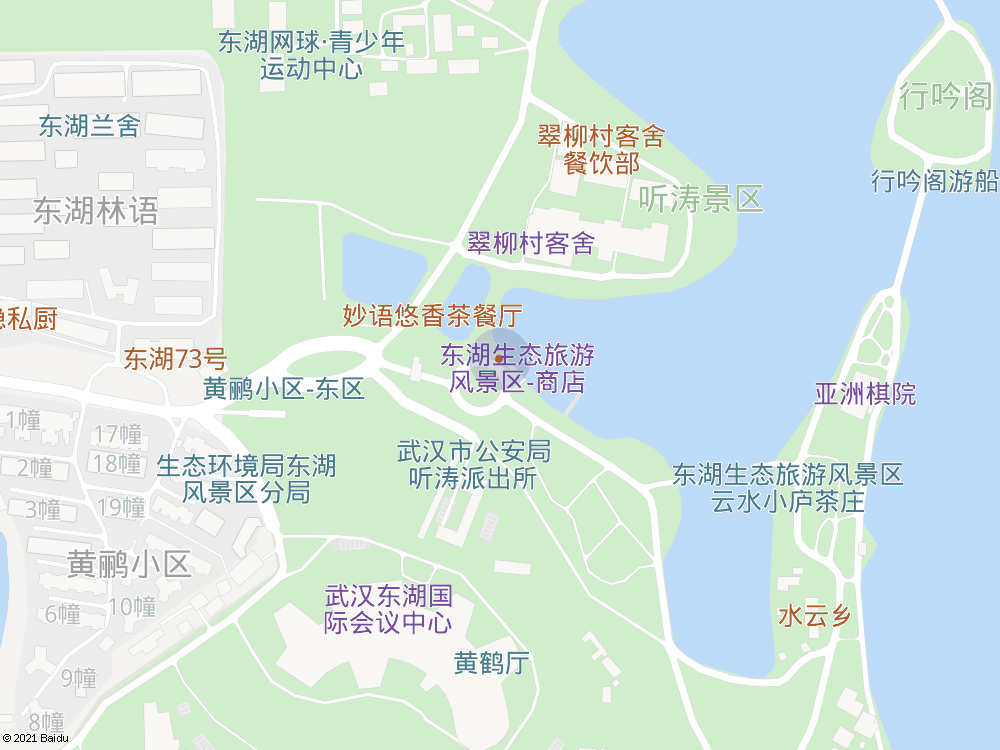 东湖网球·青少年
运动中心
行吟阁
东湖兰舍
翠柳村客舍
餐饮部
行吟阁游船
听涛景区
东湖林语
翠柳村客舍
隐私厨
妙语悠香茶餐厅
东湖73号
东湖生态旅游
风景区-商店
黄鹂小区-东区
亚洲棋院
1幢
17幢
武汉市公安局
听涛派出所
2幢
18幢
生态环境局东湖
风景区分局
东湖生态旅游风景区
云水小庐茶庄
3幢
19幢
黄鹂小区
武汉东湖国
际会议中心
6幢
10幢
水云乡
黄鹤厅
9幢
8幢
© 2021 Baidu